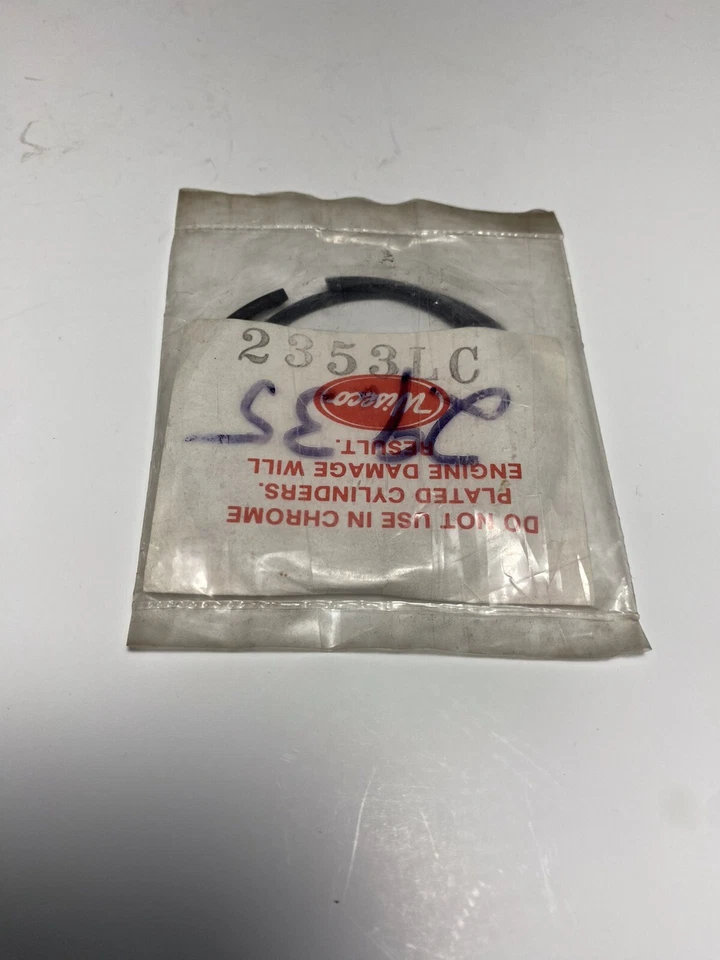 2353LC
Wiseco
DO NOT USE IN CHROME
PLATED CYLINDERS.
ENGINE DAMAGE WILL
RESULT.